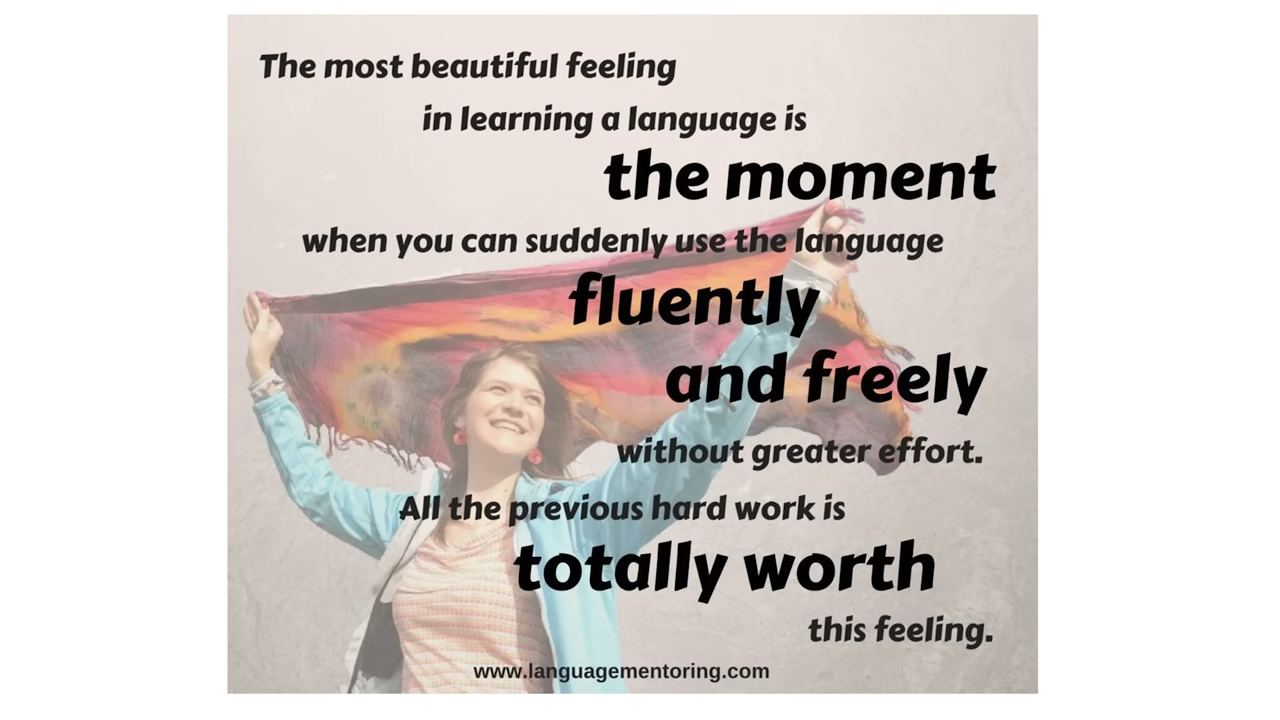 The most beautiful feeling
in learning a language is
the moment
when you can suddenly use the language
fluently
and freely
without greater effort.
All the previous hard work is
totally worth
this feeling.
www.languagementoring.com